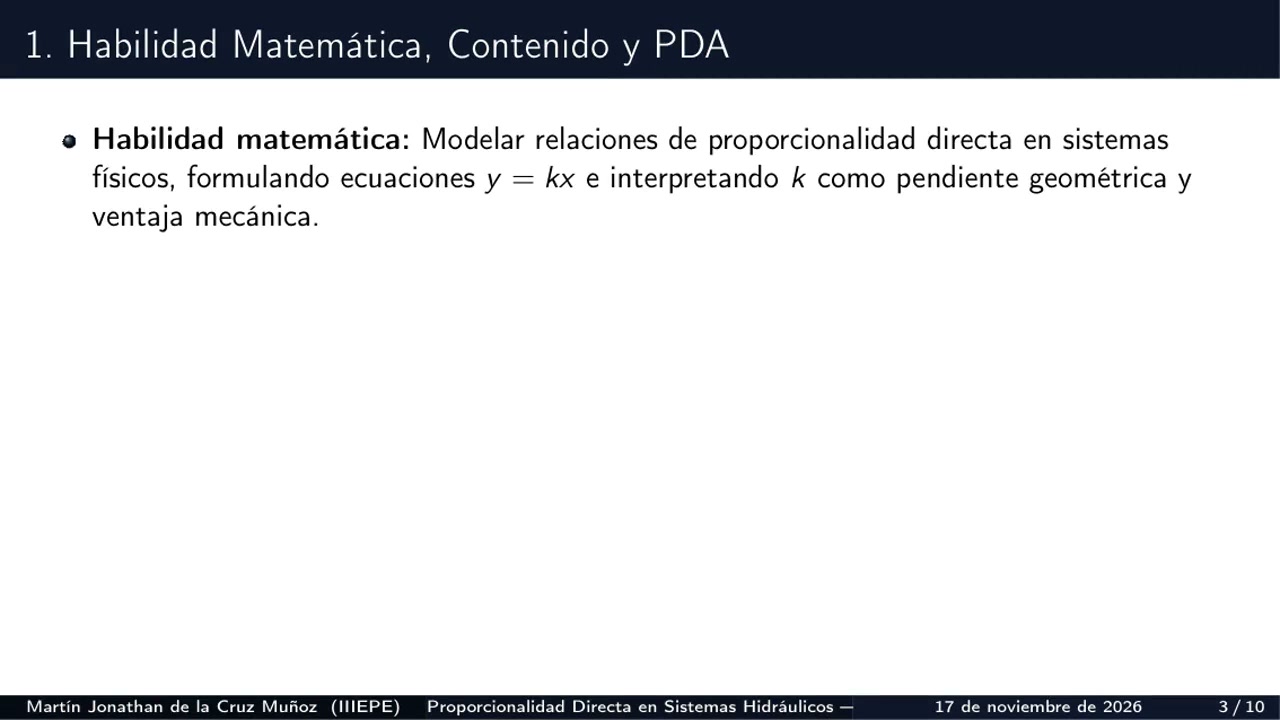 1. Habilidad Matemática, Contenido y PDA
Habilidad matemática: Modelar relaciones de proporcionalidad directa en sistemas
físicos, formulando ecuaciones y = kx e interpretando k como pendiente geométrica y
ventaja mecánica.
Martín Jonathan de la Cruz Muñoz (IIIEPE) Proporcionalidad Directa en Sistemas Hidráulicos — 17 de noviembre de 2026 3 / 10